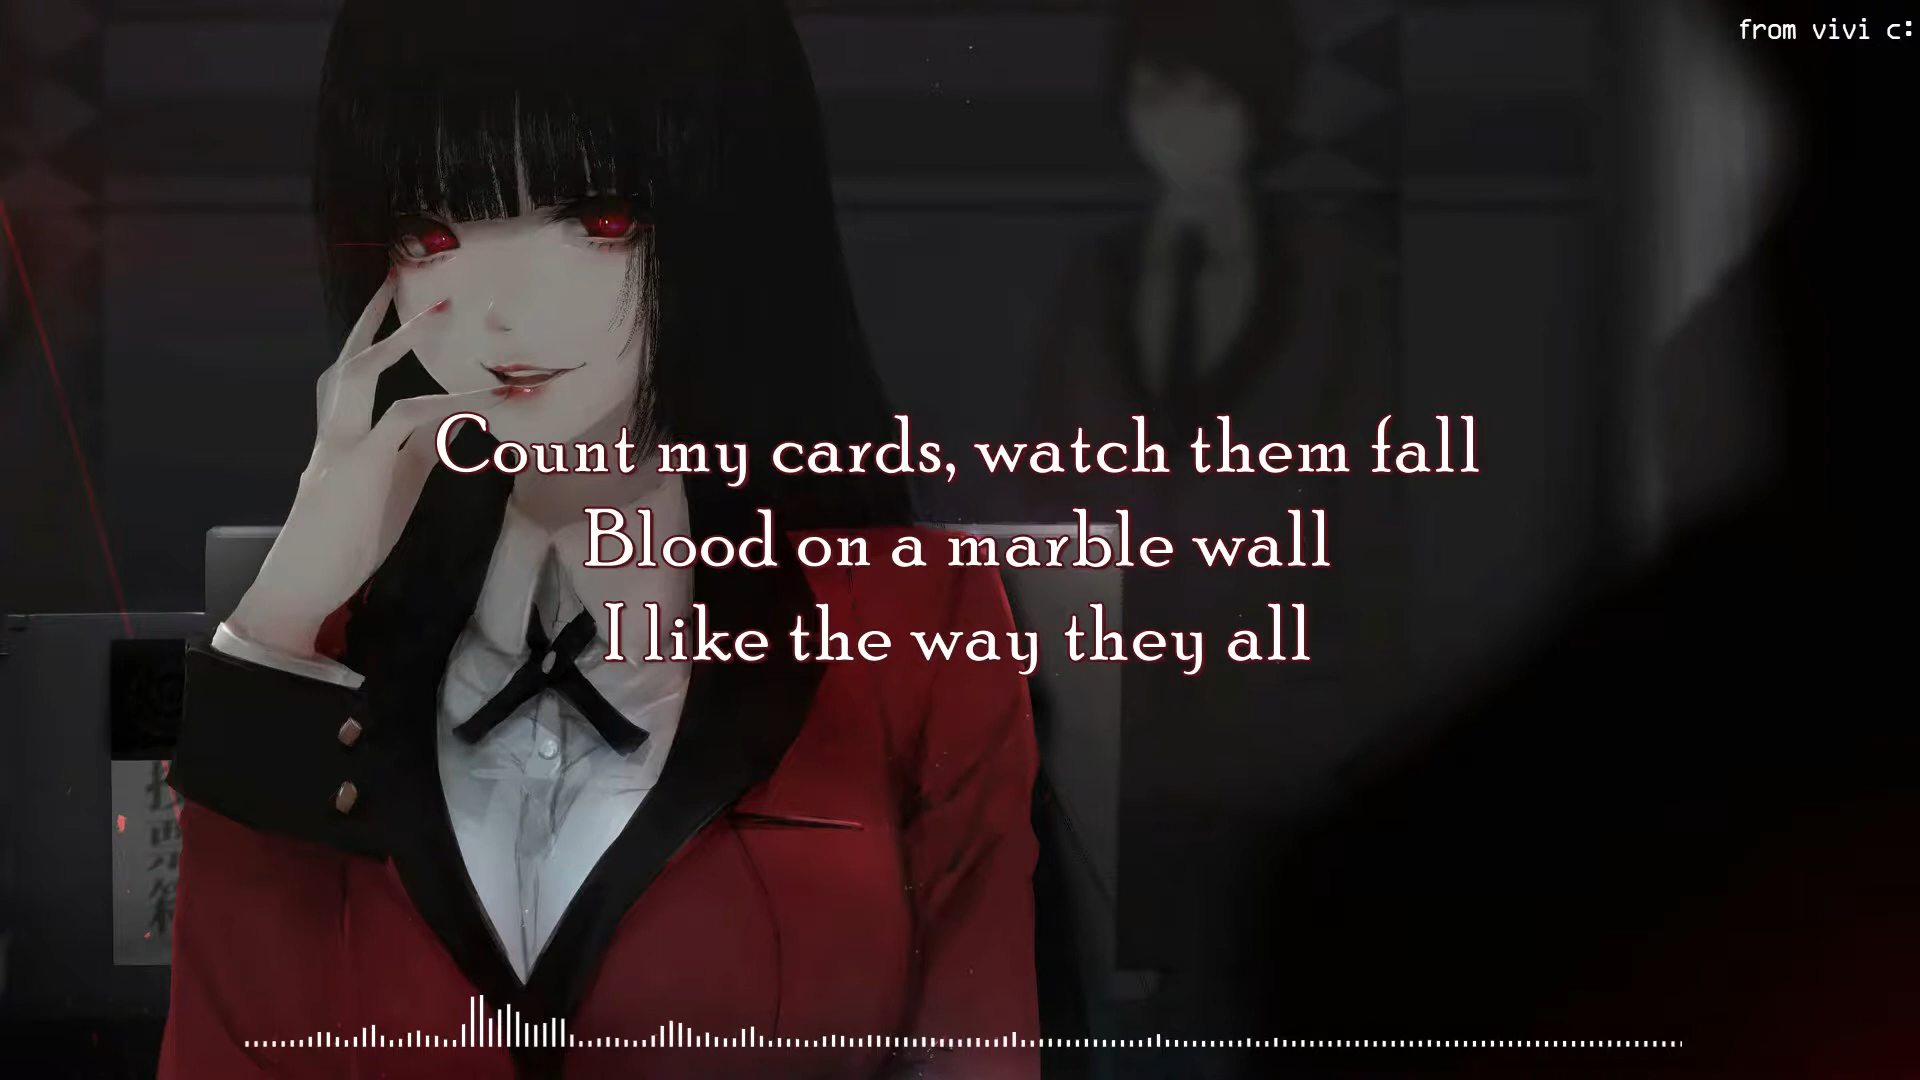 from vivi c:
Count my cards, watch them fall
Blood on a marble wall
I like the way they all